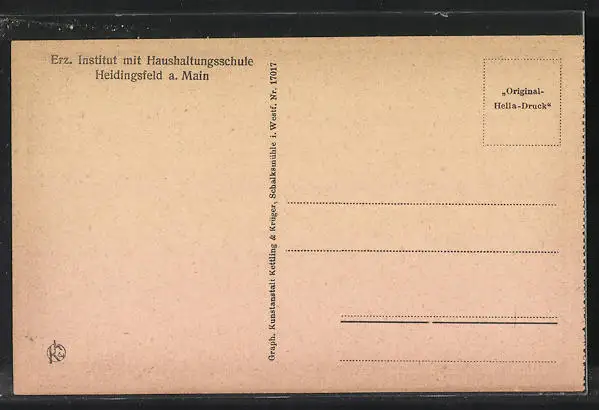 Erz. Institut mit Haushaltungsschule
Heidingsfeld a. Main
Graph. Kunstanstalt Kettling & Krüger, Schalksmühle i. Westf. Nr. 17017
„Original-
Hella-Druck“